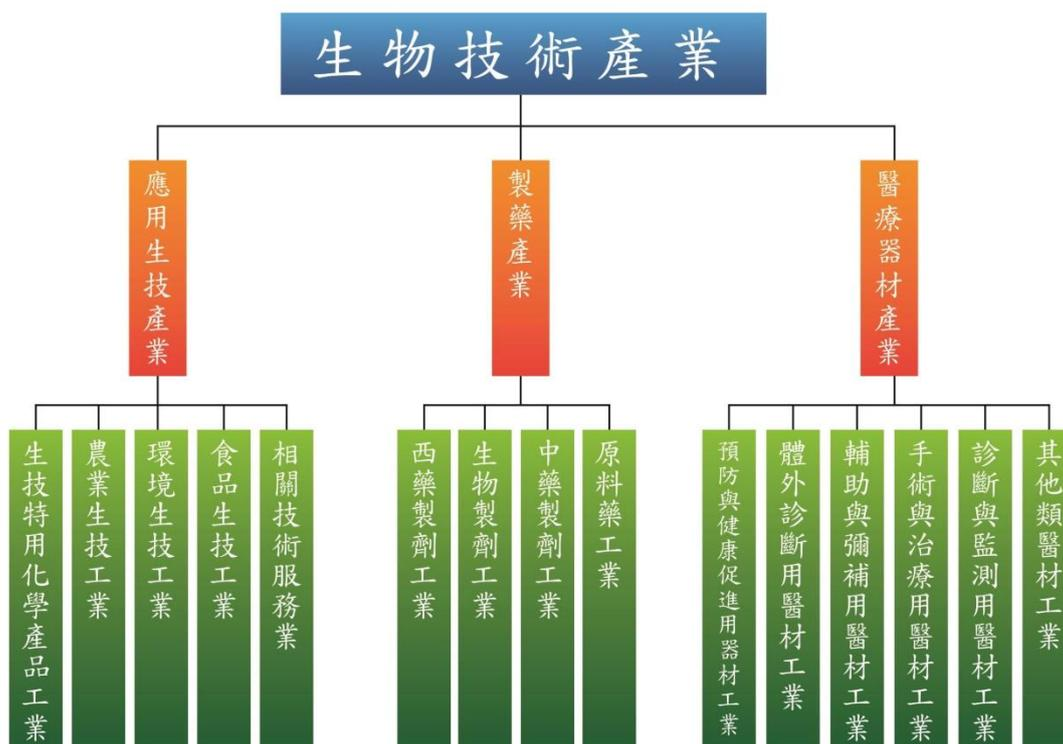 生物技術產業
應用生技產業
製藥產業
醫療器材產業
生技特用化學產品工業
農業生技工業
環境生技工業
食品生技工業
相關技術服務業
西藥製劑工業
生物製劑工業
中藥製劑工業
原料藥工業
預防與健康促進用器材工業
體外診斷用醫材工業
輔助與彌補用醫材工業
手術與治療用醫材工業
診斷與監測用醫材工業
其他類醫材工業